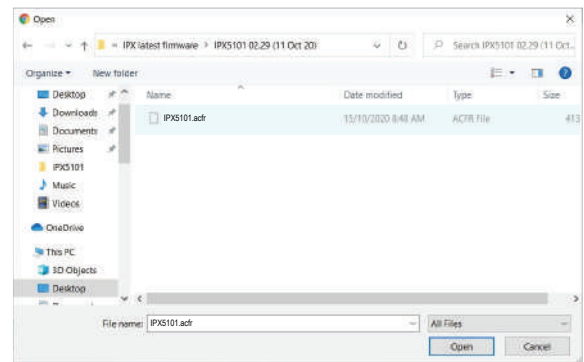 Open
IPX latest firmware > IPX5101 02.29 (11 Oct 20)
Search IPX5101 02.29 (11 Oct...
Organize
New folder
Name
Date modified
Type
Size
Desktop
Downloads
Documents
Pictures
IPX5101
Music
Videos
OneDrive
This PC
3D Objects
Desktop
IPX5101.acfr
15/10/2020 8:48 AM
ACFR File
413
File name:
IPX5101.acfr
All Files
Open
Cancel